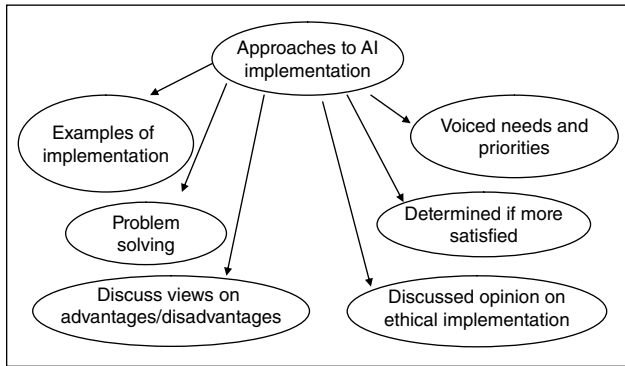 Approaches to AI
implementation
Examples of
implementation
Voiced needs and
priorities
Problem
solving
Determined if more
satisfied
Discuss views on
advantages/disadvantages
Discussed opinion on
ethical implementation